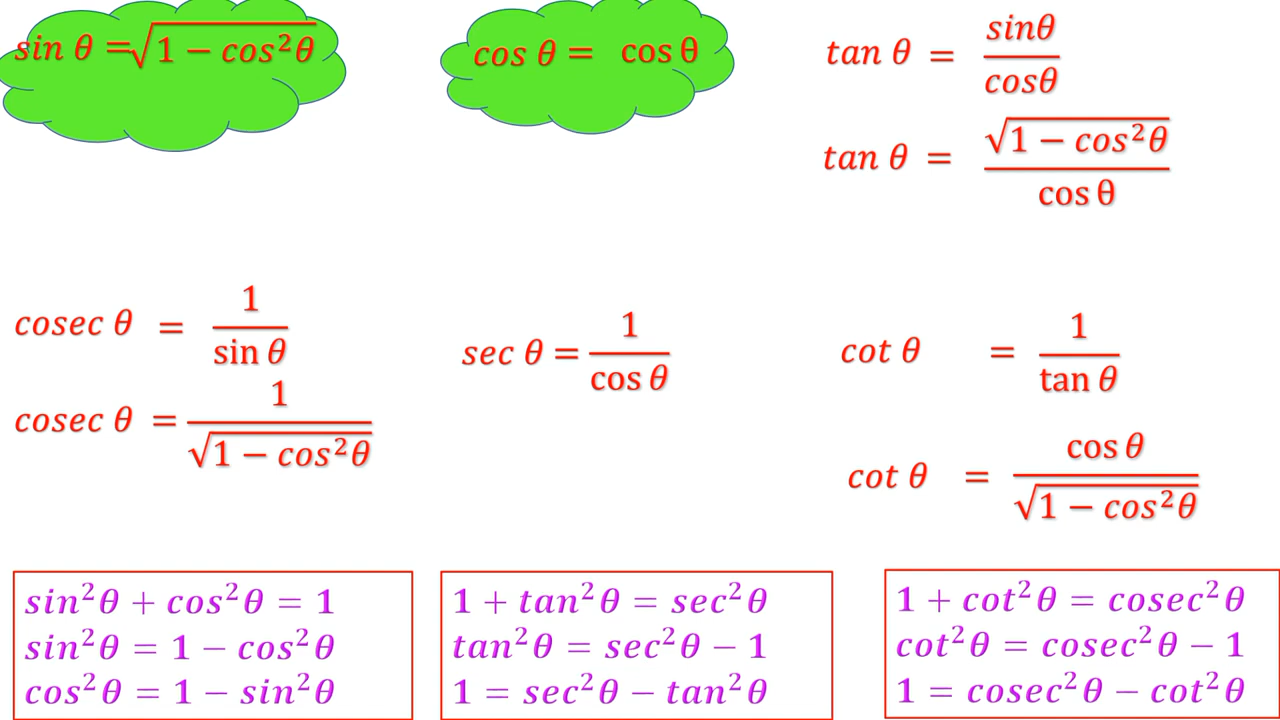 sin θ = √(1 − cos²θ)
cos θ = cos θ
tan θ = sinθ/cosθ
tan θ = √(1 − cos²θ)/cos θ
cosec θ = 1/sin θ
cosec θ = 1/√(1 − cos²θ)
sec θ = 1/cos θ
cot θ = 1/tan θ
cot θ = cos θ/√(1 − cos²θ)
sin²θ + cos²θ = 1
sin²θ = 1 − cos²θ
cos²θ = 1 − sin²θ
1 + tan²θ = sec²θ
tan²θ = sec²θ − 1
1 = sec²θ − tan²θ
1 + cot²θ = cosec²θ
cot²θ = cosec²θ − 1
1 = cosec²θ − cot²θ